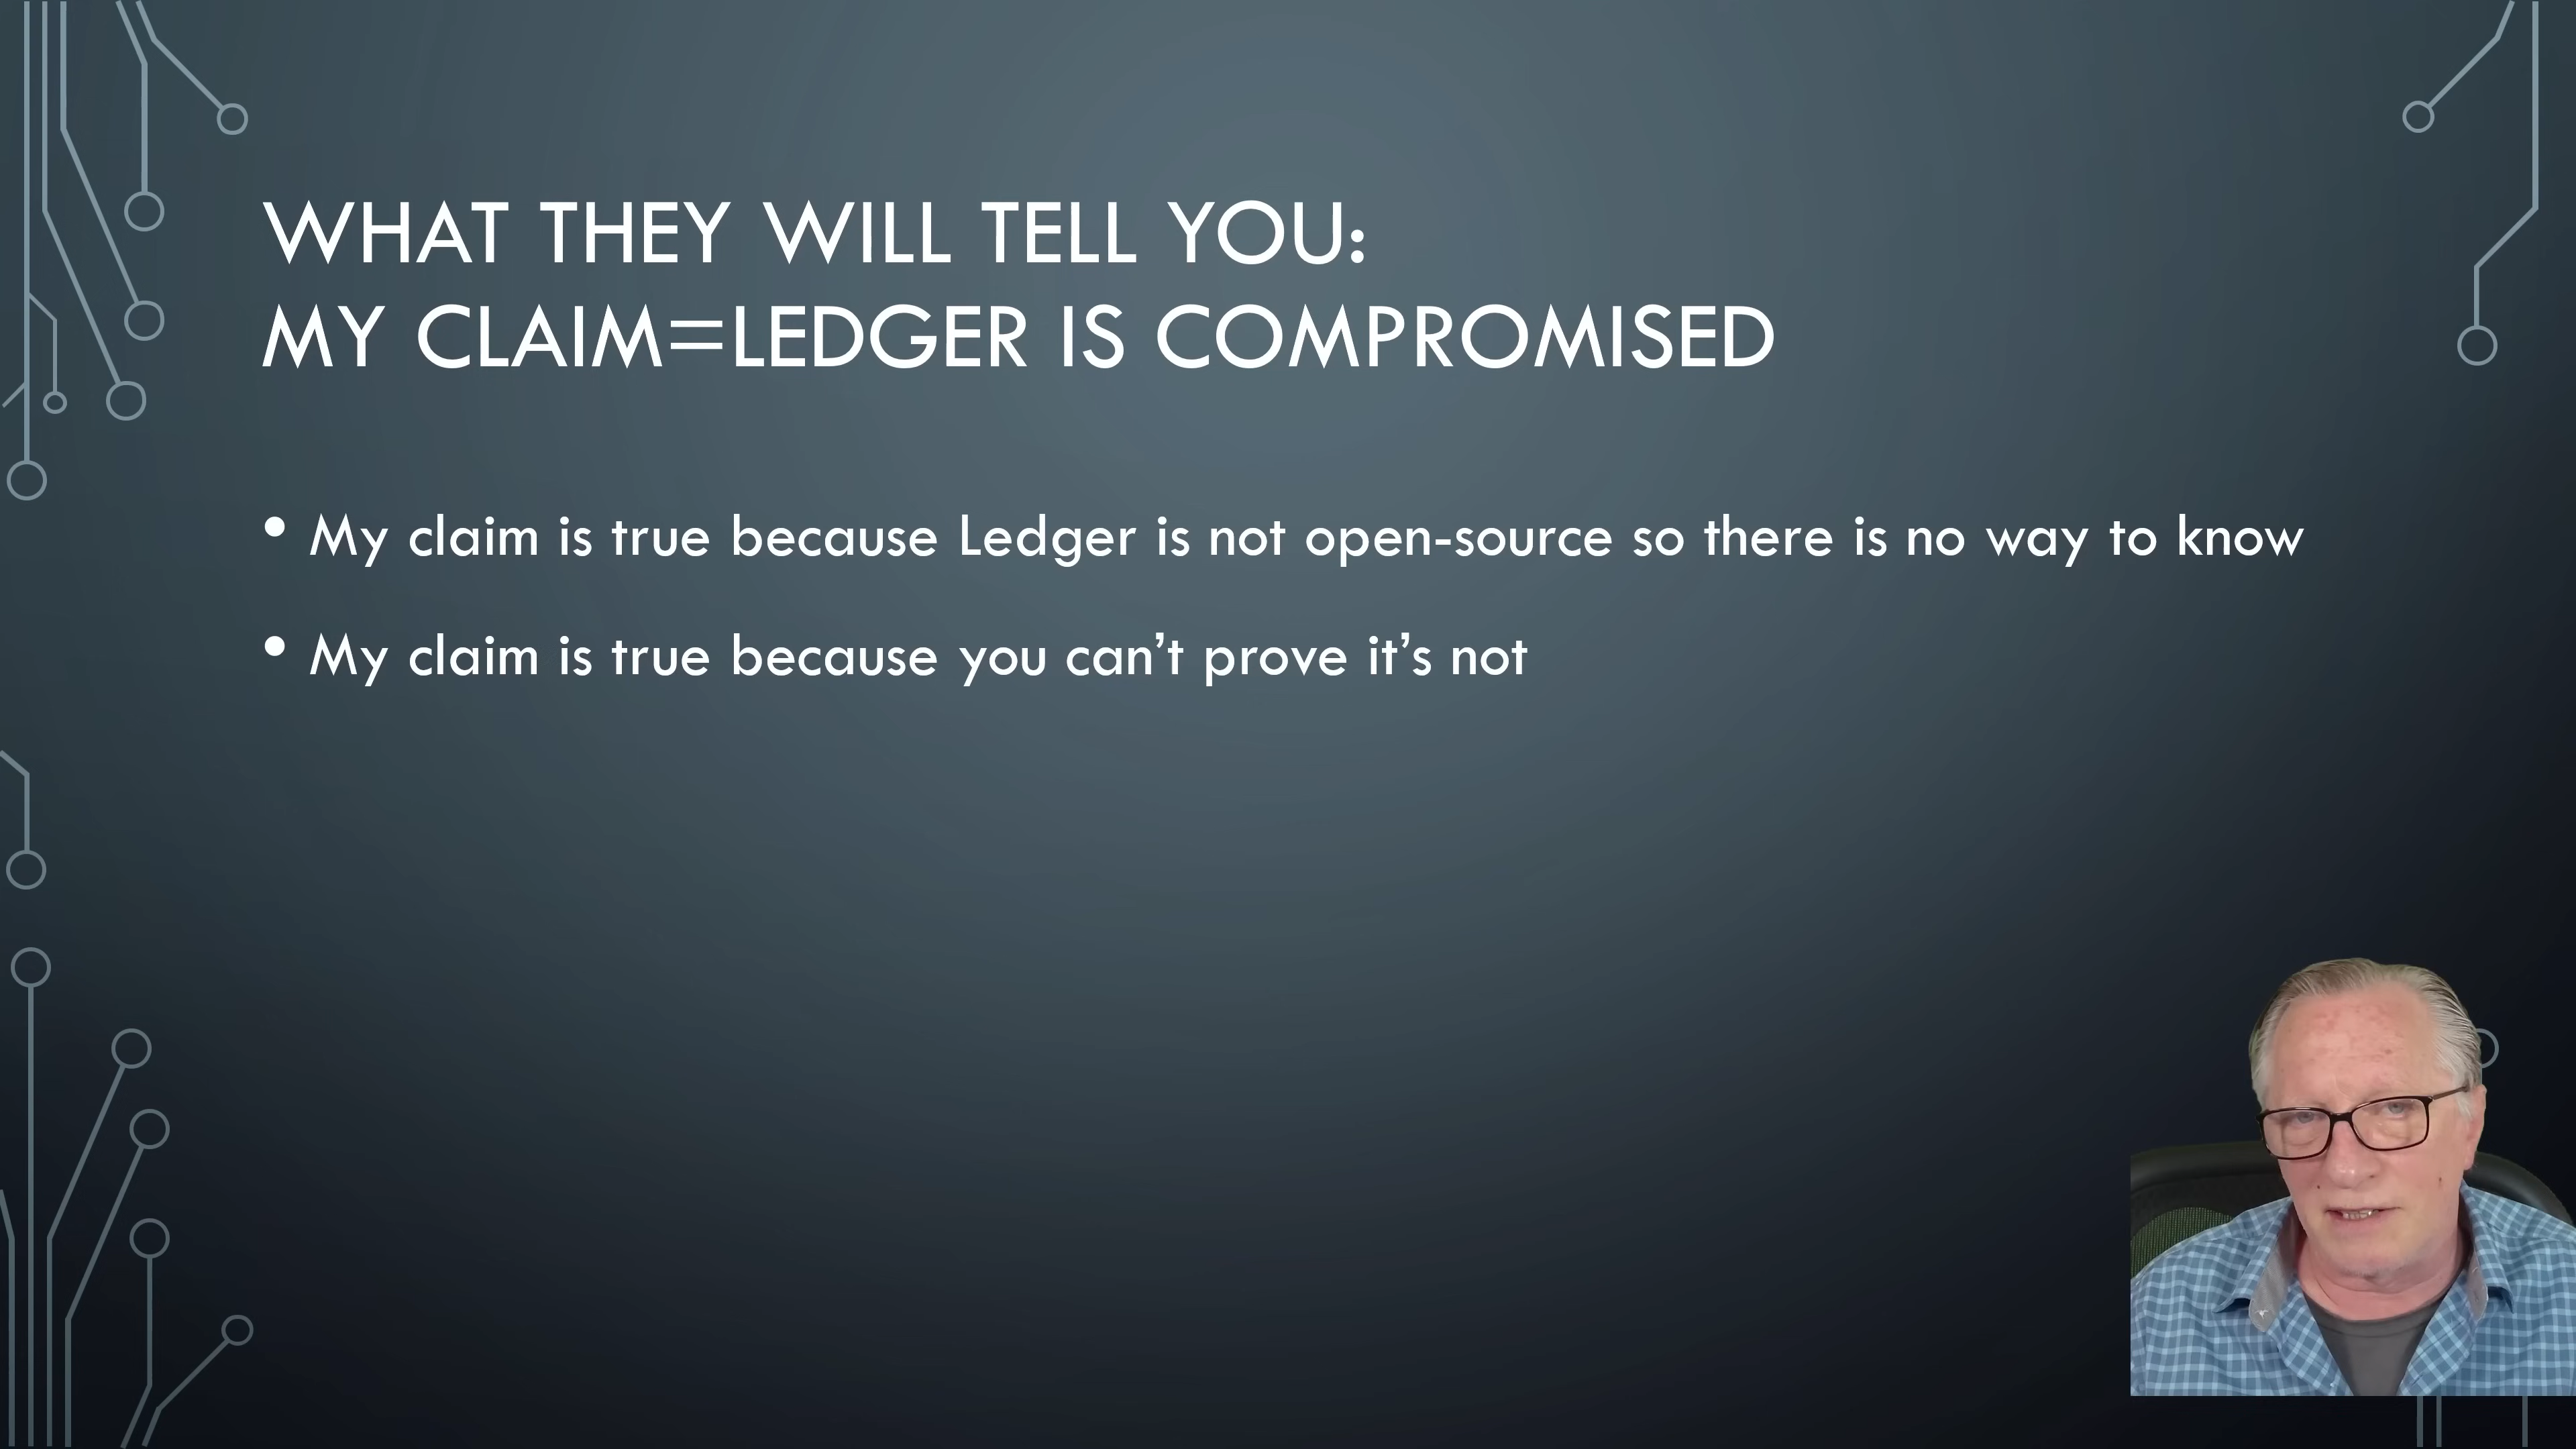 WHAT THEY WILL TELL YOU:
MY CLAIM=LEDGER IS COMPROMISED
• My claim is true because Ledger is not open-source so there is no way to know
• My claim is true because you can’t prove it’s not